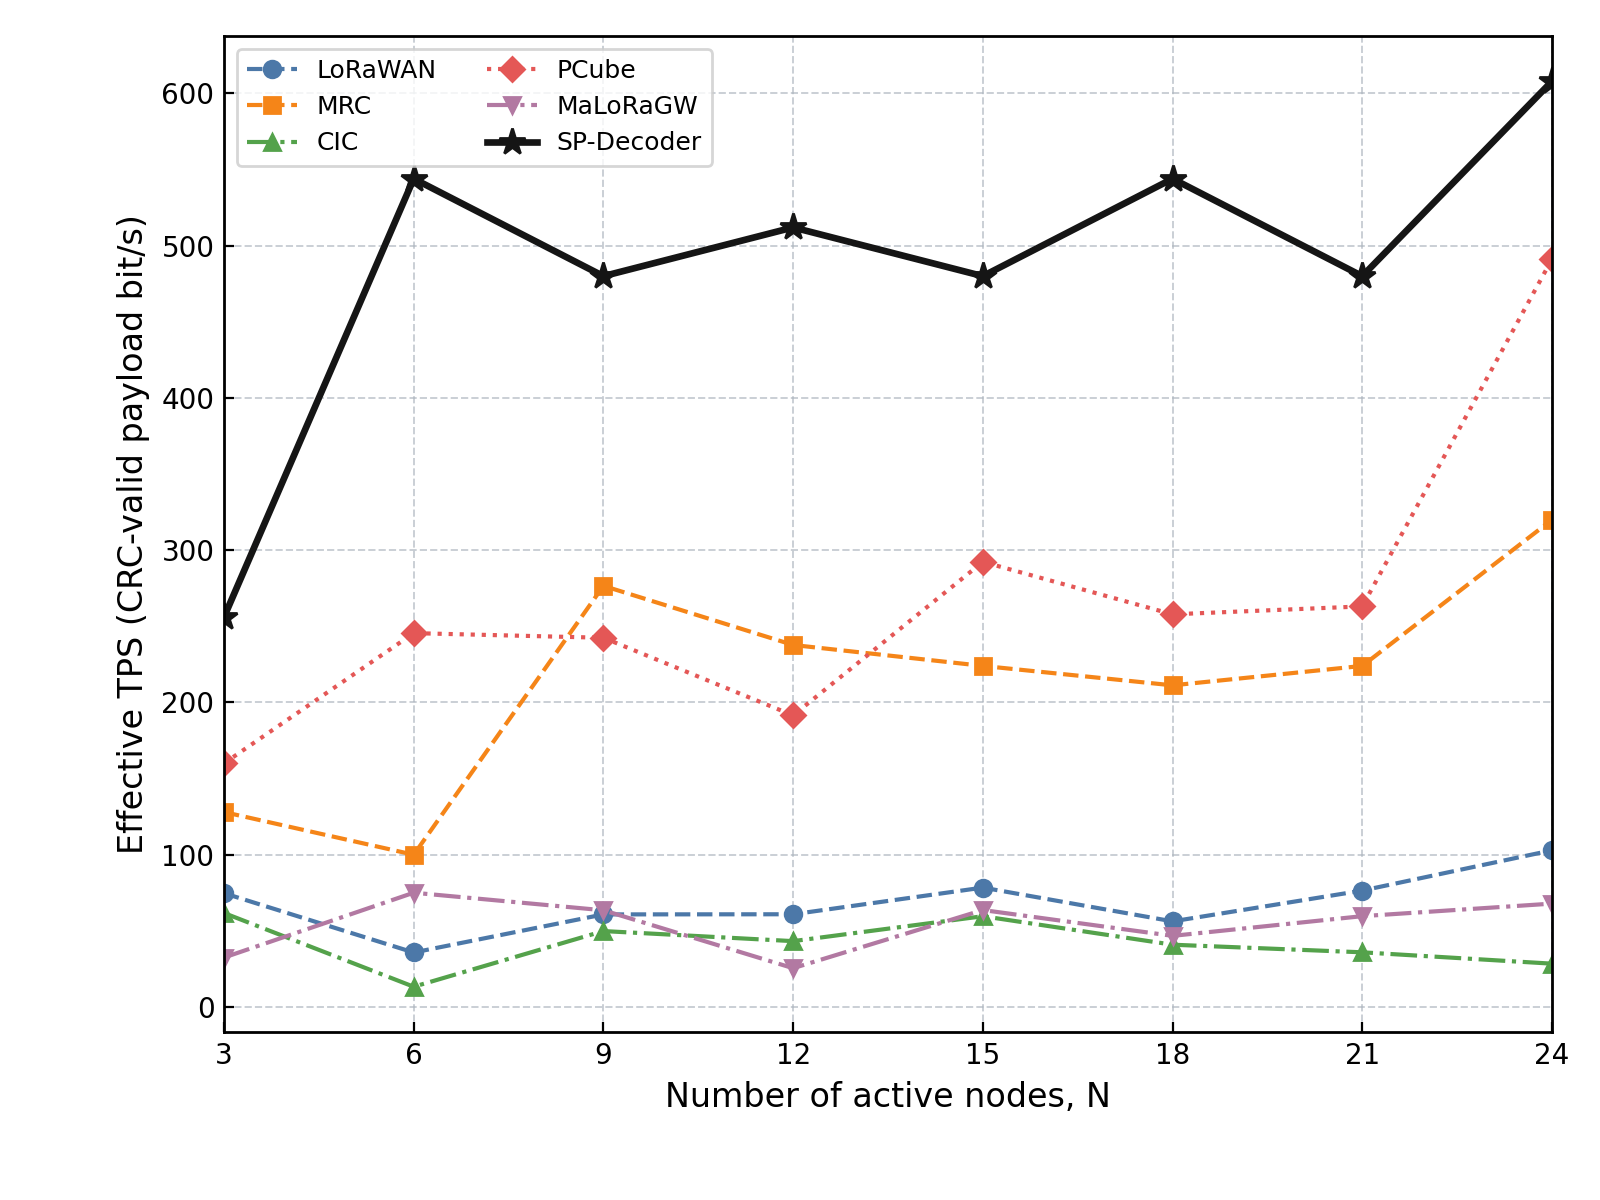 LoRaWAN
MRC
CIC
PCube
MaLoRaGW
SP-Decoder
Effective TPS (CRC-valid payload bit/s)
600
500
400
300
200
100
0
3 6 9 12 15 18 21 24
Number of active nodes, N